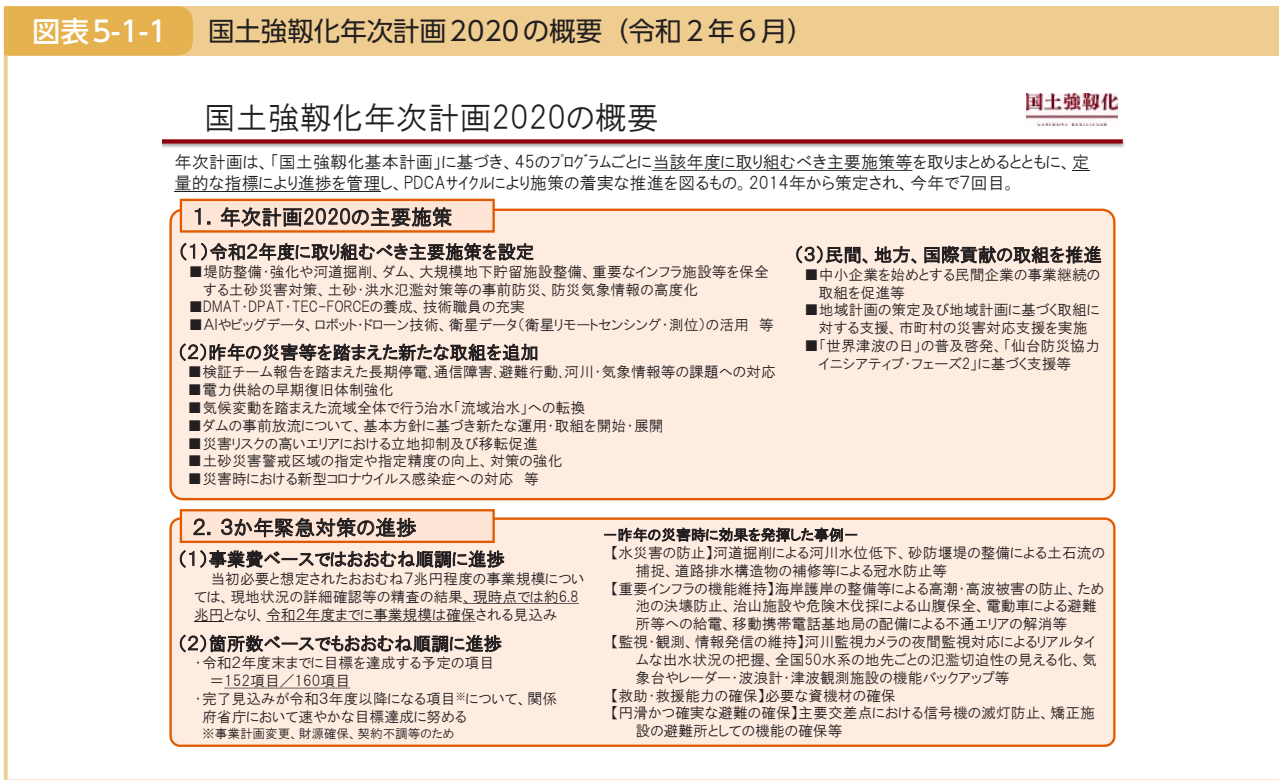 図表5-1-1 国土強靱化年次計画2020の概要(令和2年6月)
国土強靱化年次計画2020の概要
国土強靱化
年次計画は、「国土強靱化基本計画」に基づき、45のプログラムごとに当該年度に取り組むべき主要施策等を取りまとめるとともに、定
量的な指標により進捗を管理し、PDCAサイクルにより施策の着実な推進を図るもの。2014年から策定され、今年で7回目。
1. 年次計画2020の主要施策
(1)令和2年度に取り組むべき主要施策を設定
■堤防整備・強化や河道掘削、ダム、大規模地下貯留施設整備、重要なインフラ施設等を保全
する土砂災害対策、土砂・洪水氾濫対策等の事前防災、防災気象情報の高度化
■DMAT・DPAT・TEC-FORCEの養成、技術職員の充実
■AIやビッグデータ、ロボット・ドローン技術、衛星データ(衛星リモートセンシング・測位)の活用 等
(2)昨年の災害等を踏まえた新たな取組を追加
■検証チーム報告を踏まえた長期停電、通信障害、避難行動、河川・気象情報等の課題への対応
■電力供給の早期復旧体制強化
■気候変動を踏まえた流域全体で行う治水「流域治水」への転換
■ダムの事前放流について、基本方針に基づき新たな運用・取組を開始・展開
■災害リスクの高いエリアにおける立地抑制及び移転促進
■土砂災害警戒区域の指定や指定精度の向上、対策の強化
■災害時における新型コロナウイルス感染症への対応 等
(3)民間、地方、国際貢献の取組を推進
■中小企業を始めとする民間企業の事業継続の
取組を促進等
■地域計画の策定及び地域計画に基づく取組に
対する支援、市町村の災害対応支援を実施
■「世界津波の日」の普及啓発、「仙台防災協力
イニシアティブ・フェーズ2」に基づく支援等
2. 3か年緊急対策の進捗
(1)事業費ベースではおおむね順調に進捗
当初必要と想定されたおおむね7兆円程度の事業規模につい
ては、現地状況の詳細確認等の精査の結果、現時点では約6.8
兆円となり、令和2年度までに事業規模は確保される見込み
(2)箇所数ベースでもおおむね順調に進捗
・令和2年度末までに目標を達成する予定の項目
=152項目/160項目
・完了見込みが令和3年度以降になる項目※について、関係
府省庁において速やかな目標達成に努める
※事業計画変更、財源確保、契約不調等のため
ー昨年の災害時に効果を発揮した事例ー
【水災害の防止】河道掘削による河川水位低下、砂防堰堤の整備による土石流の
捕捉、道路排水構造物の補修等による冠水防止等
【重要インフラの機能維持】海岸護岸の整備等による高潮・高波被害の防止、ため
池の決壊防止、治山施設や危険木伐採による山腹保全、電動車による避難
所等への給電、移動携帯電話基地局の配備による不通エリアの解消等
【監視・観測、情報発信の維持】河川監視カメラの夜間監視対応によるリアルタイ
ムな出水状況の把握、全国50水系の地先ごとの氾濫切迫性の見える化、気
象台やレーダー・波浪計・津波観測施設の機能バックアップ等
【救助・救援能力の確保】必要な資機材の確保
【円滑かつ確実な避難の確保】主要交差点における信号機の滅灯防止、矯正施
設の避難所としての機能の確保等